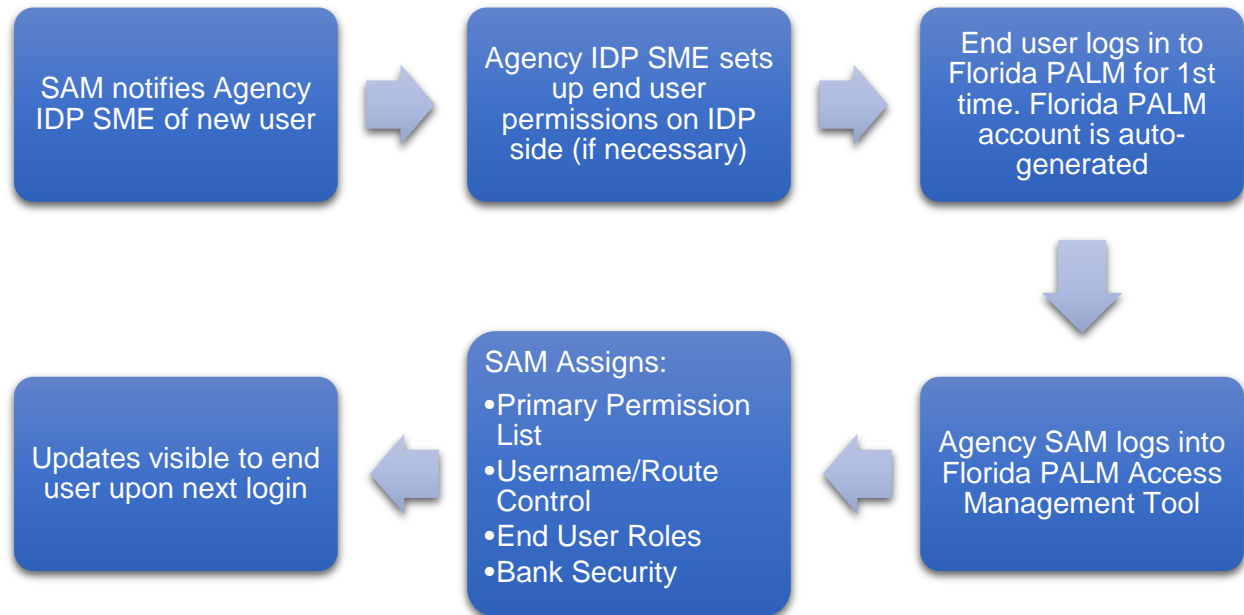 SAM notifies Agency
IDP SME of new user
Agency IDP SME sets
up end user
permissions on IDP
side (if necessary)
End user logs in to
Florida PALM for 1st
time. Florida PALM
account is auto-
generated
Agency SAM logs into
Florida PALM Access
Management Tool
SAM Assigns:
•Primary Permission
List
•Username/Route
Control
•End User Roles
•Bank Security
Updates visible to end
user upon next login